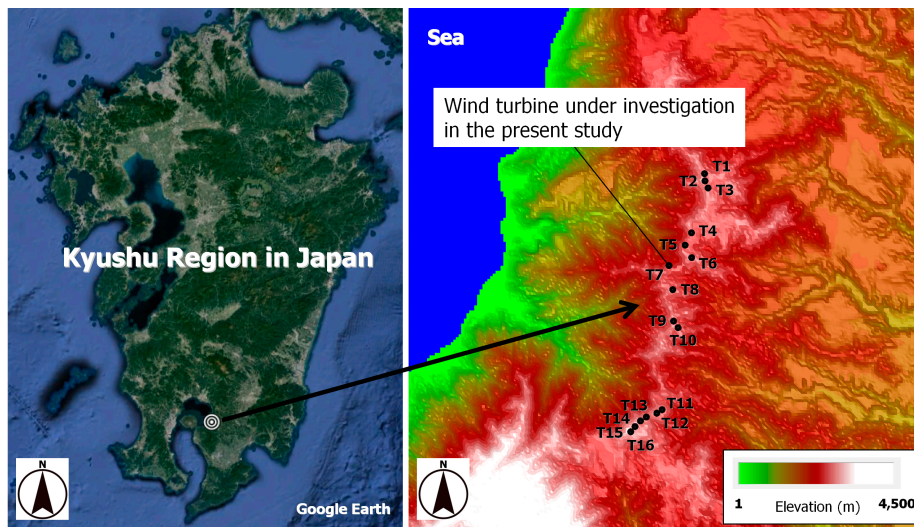 Kyushu Region in Japan
N
Google Earth
Sea
Wind turbine under investigation
in the present study
T1
T2
T3
T4
T5
T6
T7
T8
T9
T10
T11
T12
T13
T14
T15
T16
N
1 Elevation (m) 4,500